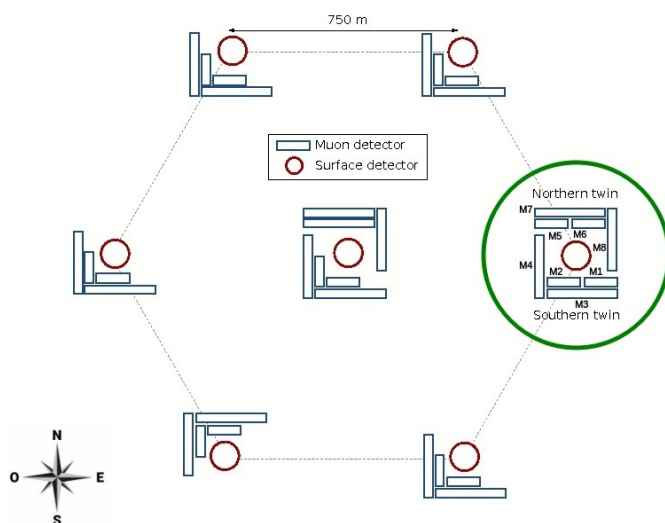 750 m
Muon detector
Surface detector
Northern twin
M7
M5 M6
M8
M4
M2 M1
M3
Southern twin
N
O E
S